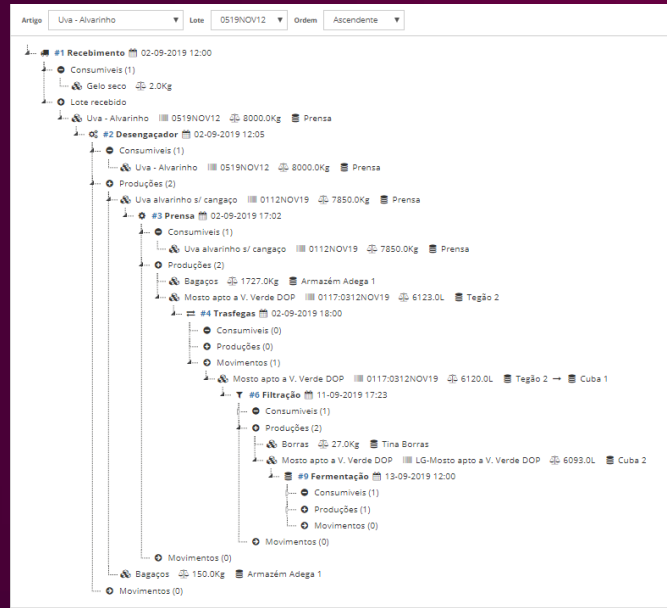 Artigo Uva - Alvarinho Lote 0519NOV12 Ordem Ascendente
#1 Recebimento 02-09-2019 12:00
Consumíveis (1)
Gelo seco 2.0Kg
Lote recebido
Uva - Alvarinho 0519NOV12 8000.0Kg Prensa
#2 Desengaçador 02-09-2019 12:05
Consumíveis (1)
Uva - Alvarinho 0519NOV12 8000.0Kg Prensa
Produções (2)
Uva alvarinho s/ cangaço 0112NOV19 7850.0Kg Prensa
#3 Prensa 02-09-2019 17:02
Consumíveis (1)
Uva alvarinho s/ cangaço 0112NOV19 7850.0Kg Prensa
Produções (2)
Bagaços 1727.0Kg Armazém Adega 1
Mosto apto a V. Verde DOP 0117:0312NOV19 6123.0L Tegão 2
#4 Trasfegas 02-09-2019 18:00
Consumíveis (0)
Produções (0)
Movimentos (1)
Mosto apto a V. Verde DOP 0117:0312NOV19 6120.0L Tegão 2 → Cuba 1
#6 Filtração 11-09-2019 17:23
Consumíveis (1)
Produções (2)
Borras 27.0Kg Tina Borras
Mosto apto a V. Verde DOP LG-Mosto apto a V. Verde DOP 6093.0L Cuba 2
#9 Fermentação 13-09-2019 12:00
Consumíveis (1)
Produções (1)
Movimentos (0)
Movimentos (0)
Movimentos (0)
Bagaços 150.0Kg Armazém Adega 1
Movimentos (0)